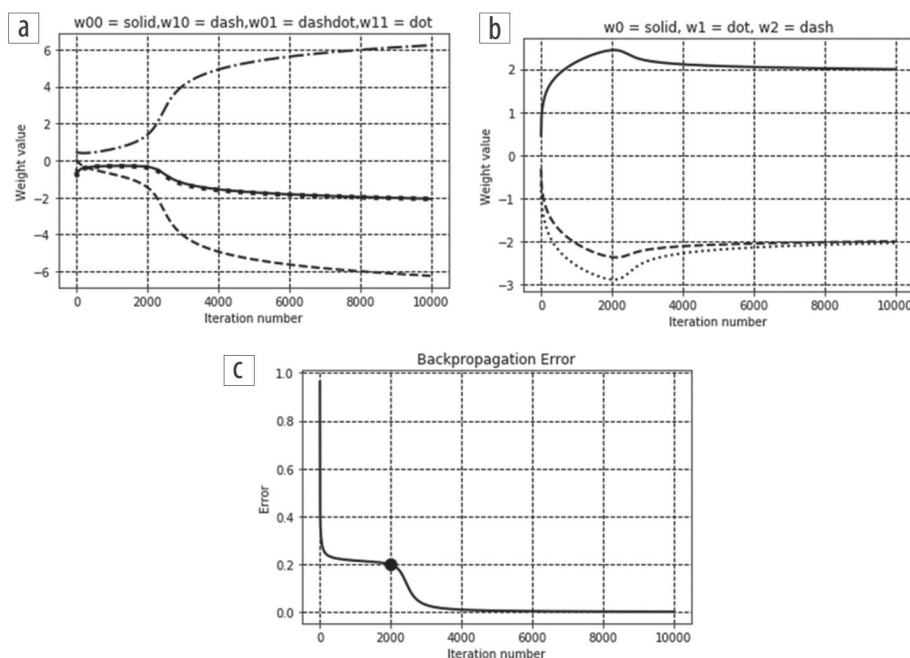 a
w00 = solid,w10 = dash,w01 = dashdot,w11 = dot
Weight value
6
4
2
0
−2
−4
−6
0 2000 4000 6000 8000 10000
Iteration number
b
w0 = solid, w1 = dot, w2 = dash
Weight value
2
1
0
−1
−2
−3
0 2000 4000 6000 8000 10000
Iteration number
c
Backpropagation Error
Error
1.0
0.8
0.6
0.4
0.2
0.0
0 2000 4000 6000 8000 10000
Iteration number